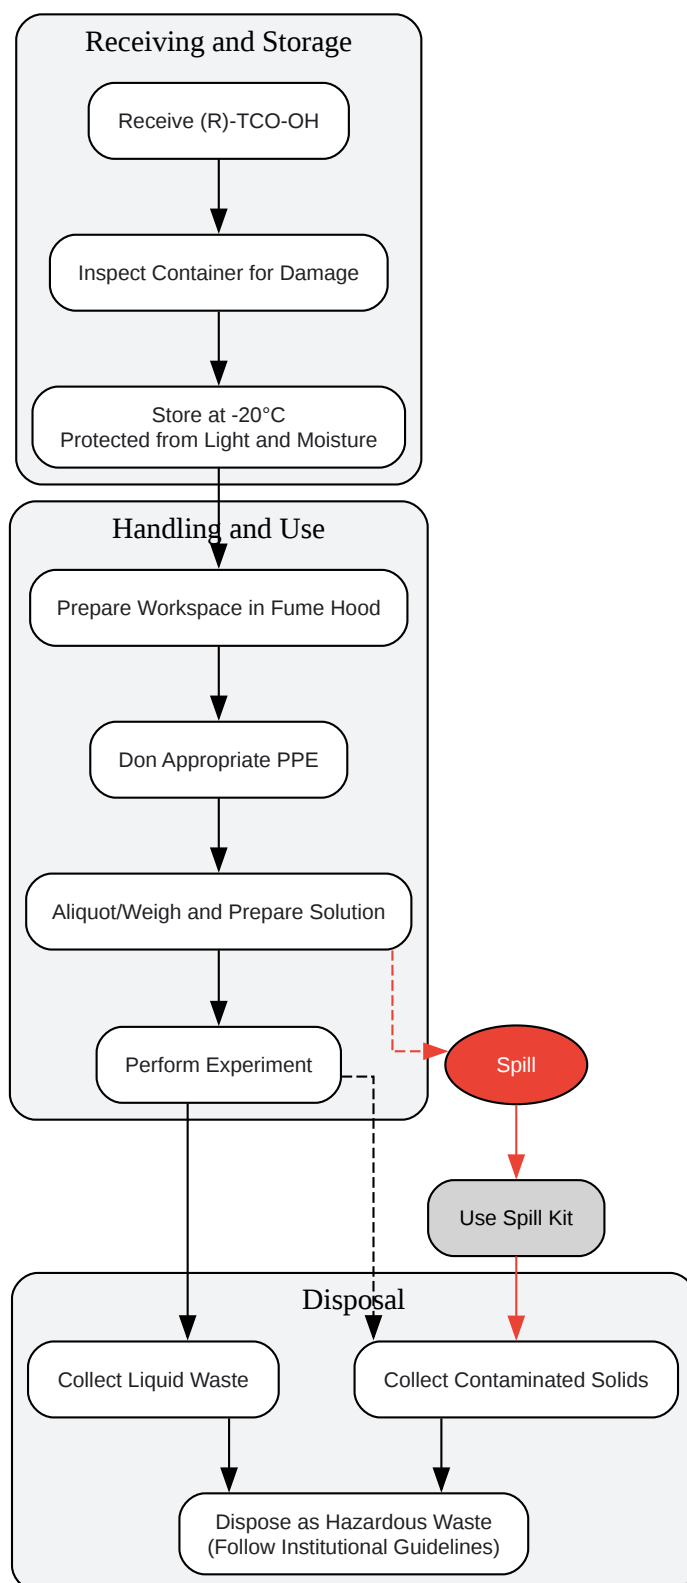 Receiving and Storage
Receive (R)-TCO-OH
Inspect Container for Damage
Store at -20°C
Protected from Light and Moisture
Handling and Use
Prepare Workspace in Fume Hood
Don Appropriate PPE
Aliquot/Weigh and Prepare Solution
Perform Experiment
Spill
Use Spill Kit
Disposal
Collect Liquid Waste
Collect Contaminated Solids
Dispose as Hazardous Waste
(Follow Institutional Guidelines)